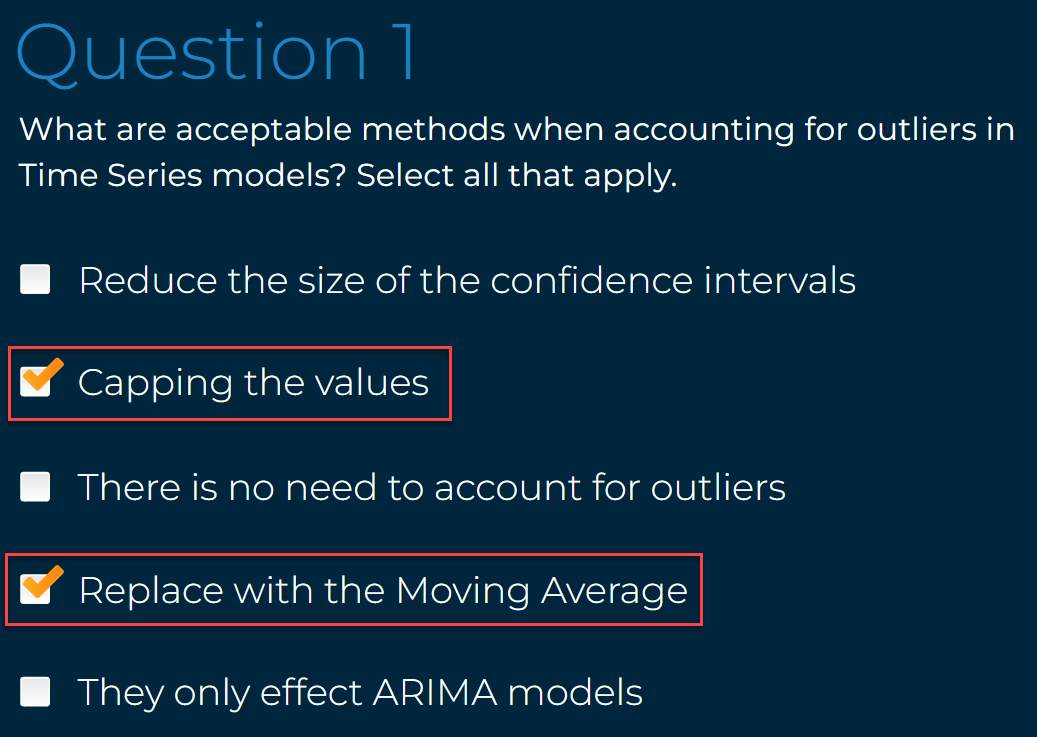 Question 1
What are acceptable methods when accounting for outliers in
Time Series models? Select all that apply.
Reduce the size of the confidence intervals
Capping the values
There is no need to account for outliers
Replace with the Moving Average
They only effect ARIMA models